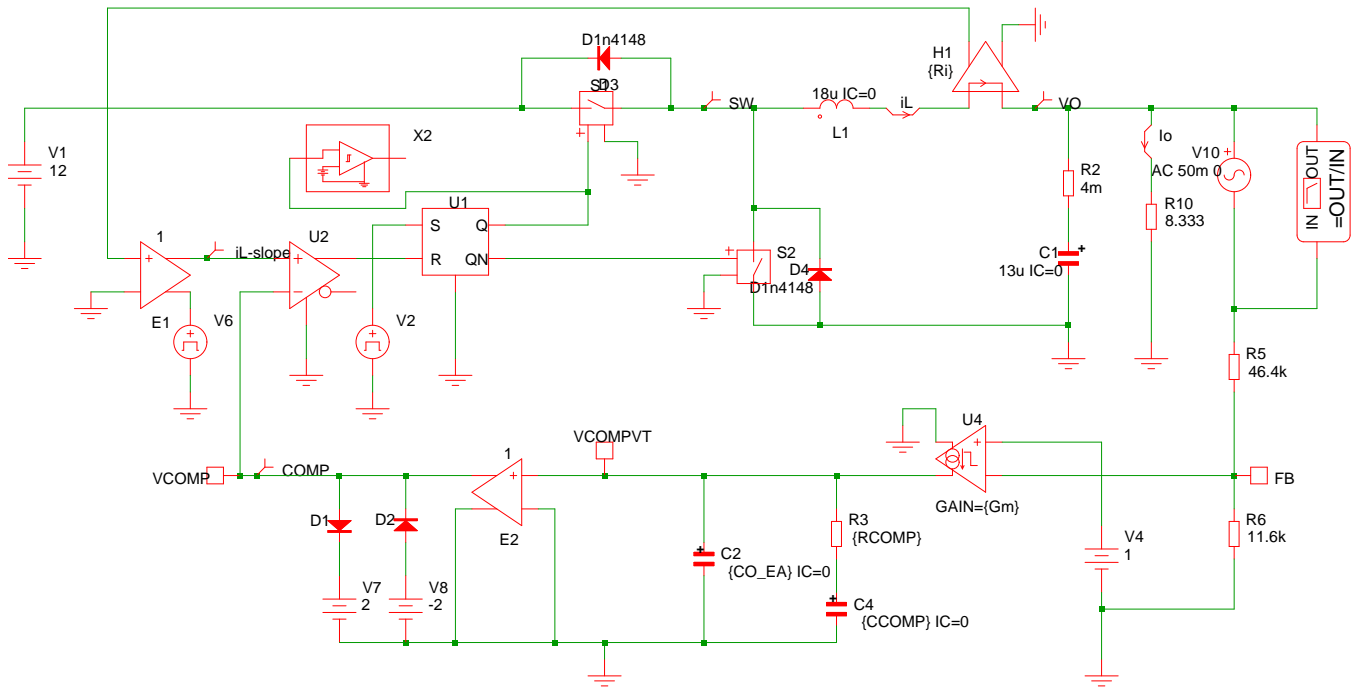 D1n4148
S1
D3
H1
{Ri}
18u IC=0
iL
SW
VO
L1
V1
12
X2
Io
V10
AC 50m 0
OUT
IN
=OUT/IN
R2
4m
R10
8.333
U1
S
Q
R
QN
1
iL-slope
U2
E1
V6
V2
S2
D4
D1n4148
C1
13u IC=0
R5
46.4k
VCOMPVT
U4
1
VCOMP
COMP
FB
GAIN={Gm}
D1
D2
E2
R3
{RCOMP}
R6
11.6k
C2
{CO_EA} IC=0
V4
1
V7
2
V8
-2
C4
{CCOMP} IC=0